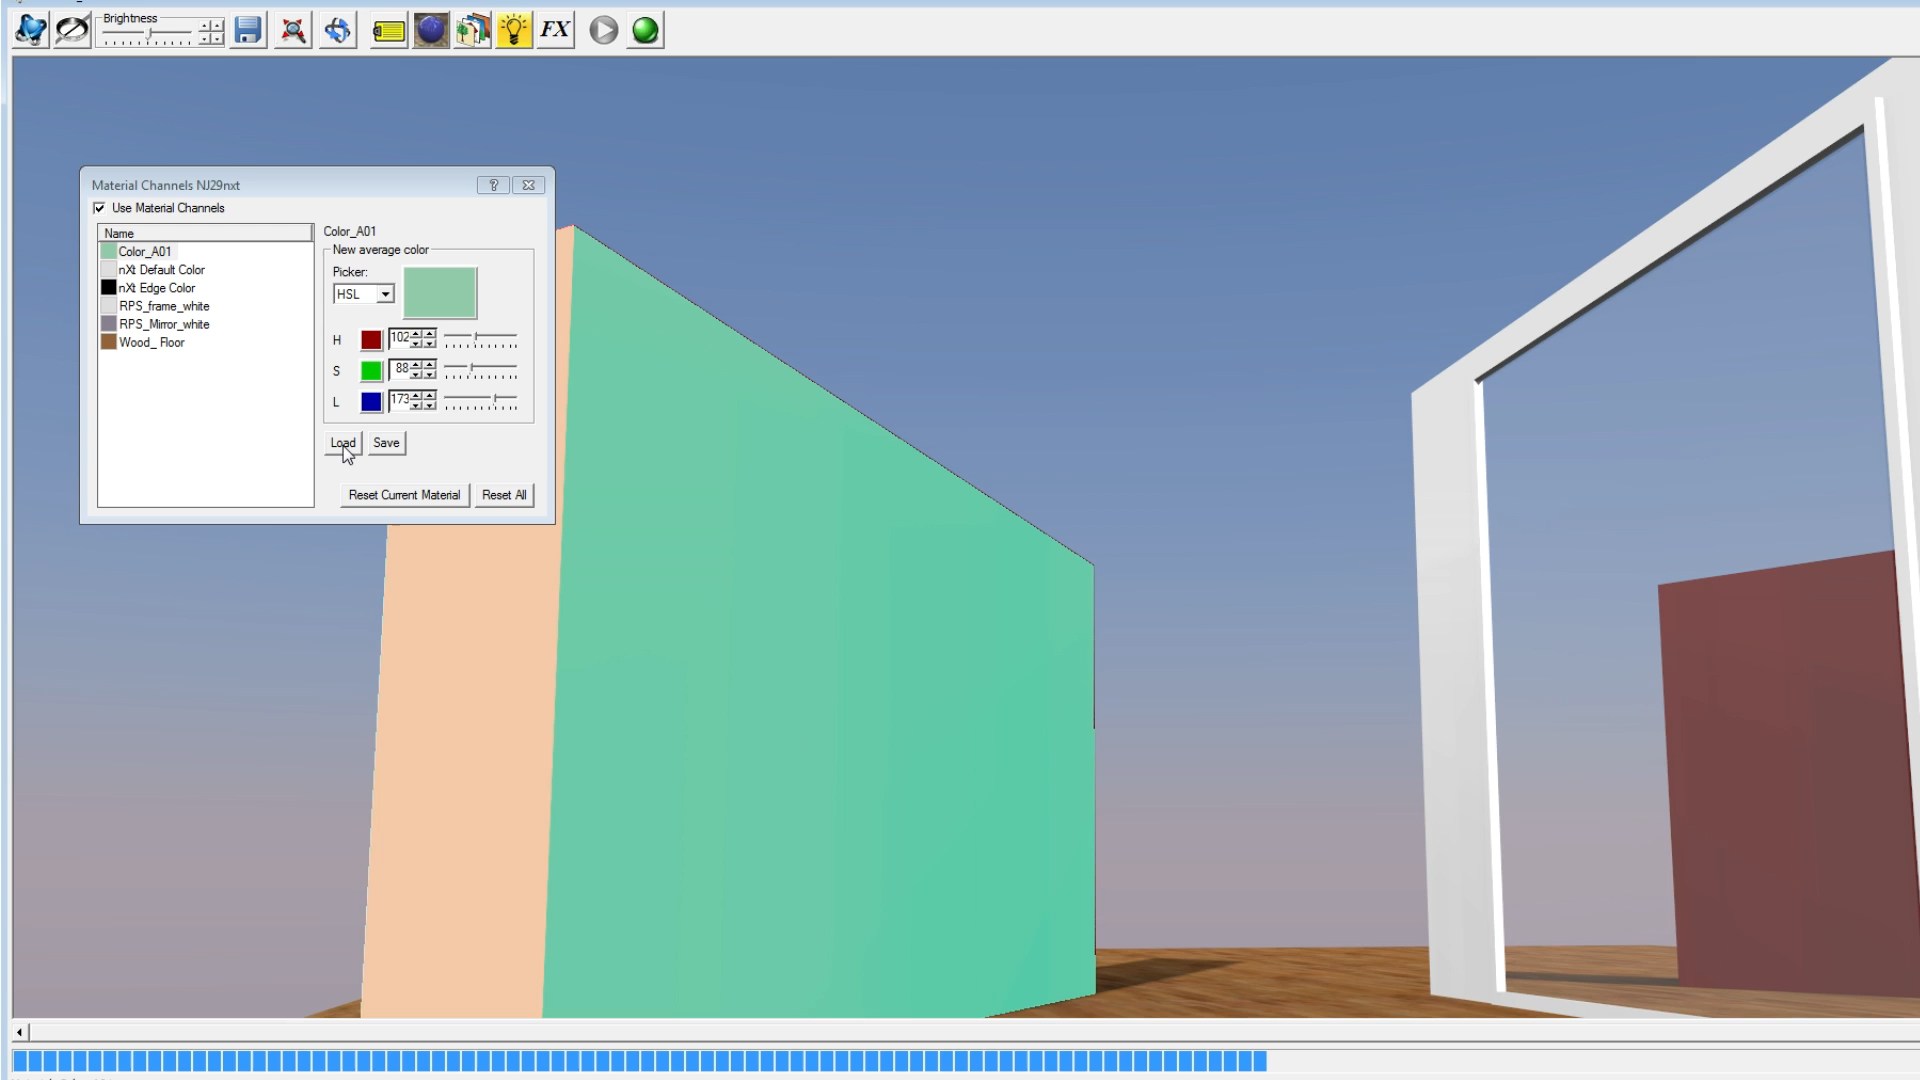 Brightness
FX
Material Channels NJ29nxt
?
Use Material Channels
Name
Color_A01
nXt Default Color
nXt Edge Color
RPS_frame_white
RPS_Mirror_white
Wood_ Floor
Color_A01
New average color
Picker:
HSL
H
102
S
88
L
173
Load
Save
Reset Current Material
Reset All